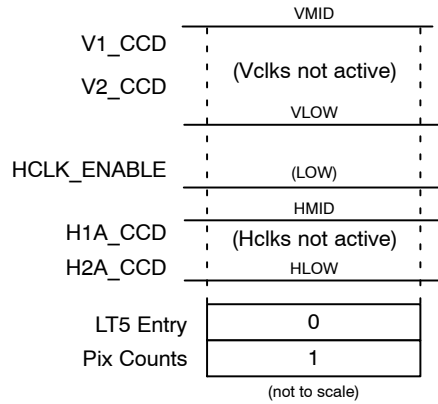 VMID
V1_CCD
(Vclks not active)
V2_CCD
VLOW
HCLK_ENABLE (LOW)
HMID
H1A_CCD (Hclks not active)
H2A_CCD HLOW
LT5 Entry 0
Pix Counts 1
(not to scale)